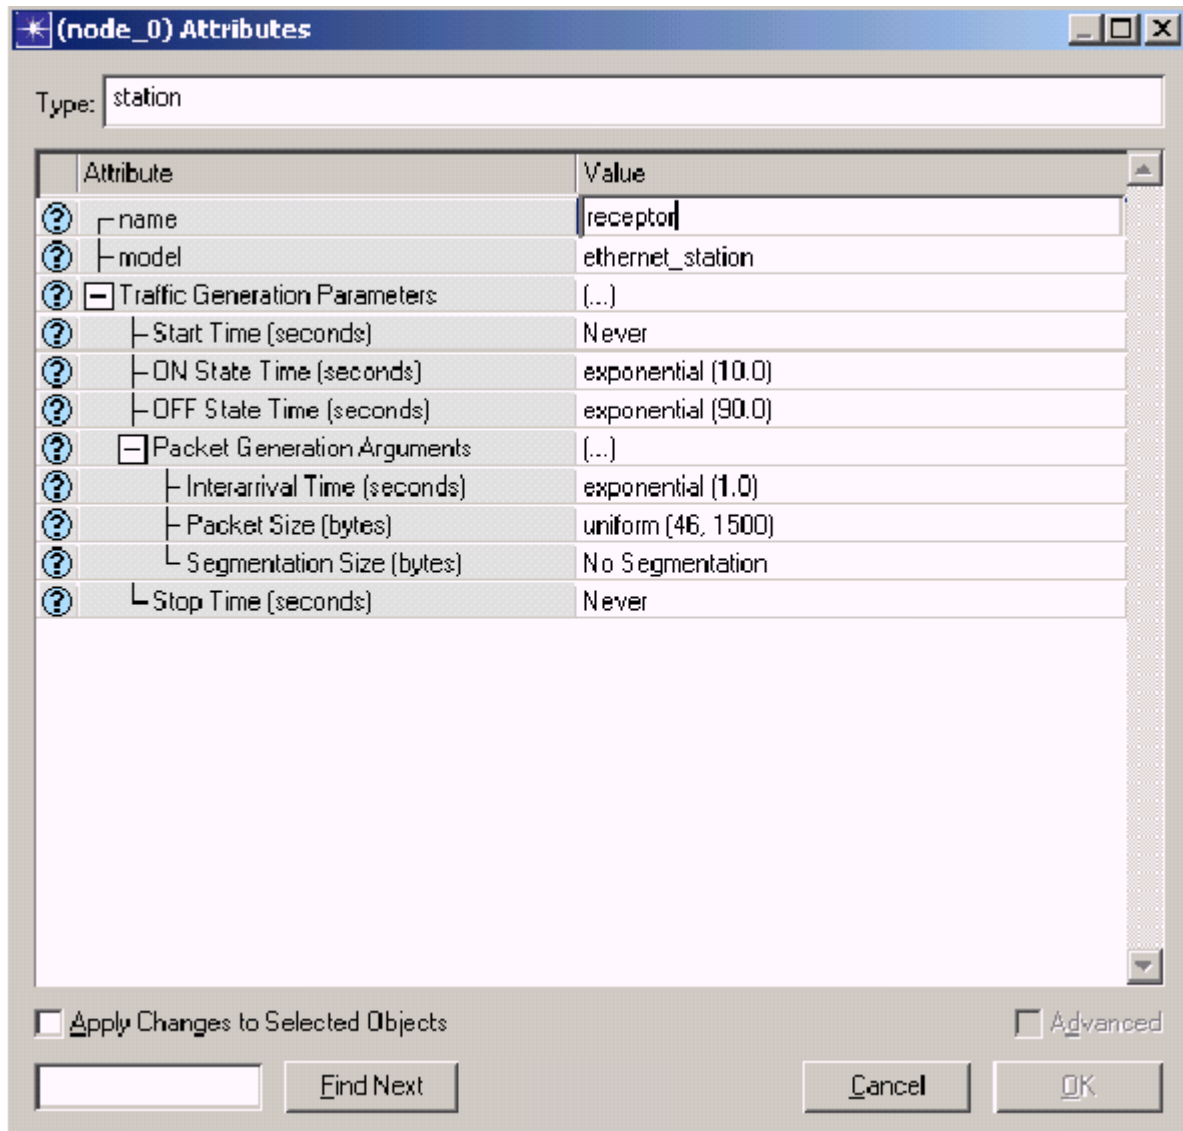 (node_0) Attributes
Type: station
Attribute Value
name receptor
model ethernet_station
Traffic Generation Parameters (...)
Start Time (seconds) Never
ON State Time (seconds) exponential (10.0)
OFF State Time (seconds) exponential (90.0)
Packet Generation Arguments (...)
Interarrival Time (seconds) exponential (1.0)
Packet Size (bytes) uniform (46, 1500)
Segmentation Size (bytes) No Segmentation
Stop Time (seconds) Never
Apply Changes to Selected Objects Advanced
Find Next Cancel OK